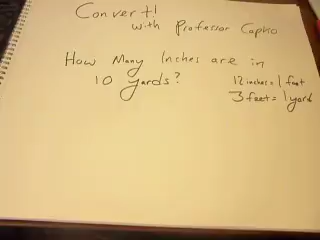 Convert!
with Professor Capko
How Many Inches are in
10 yards?
12 inches = 1 foot
3 feet = 1 yard